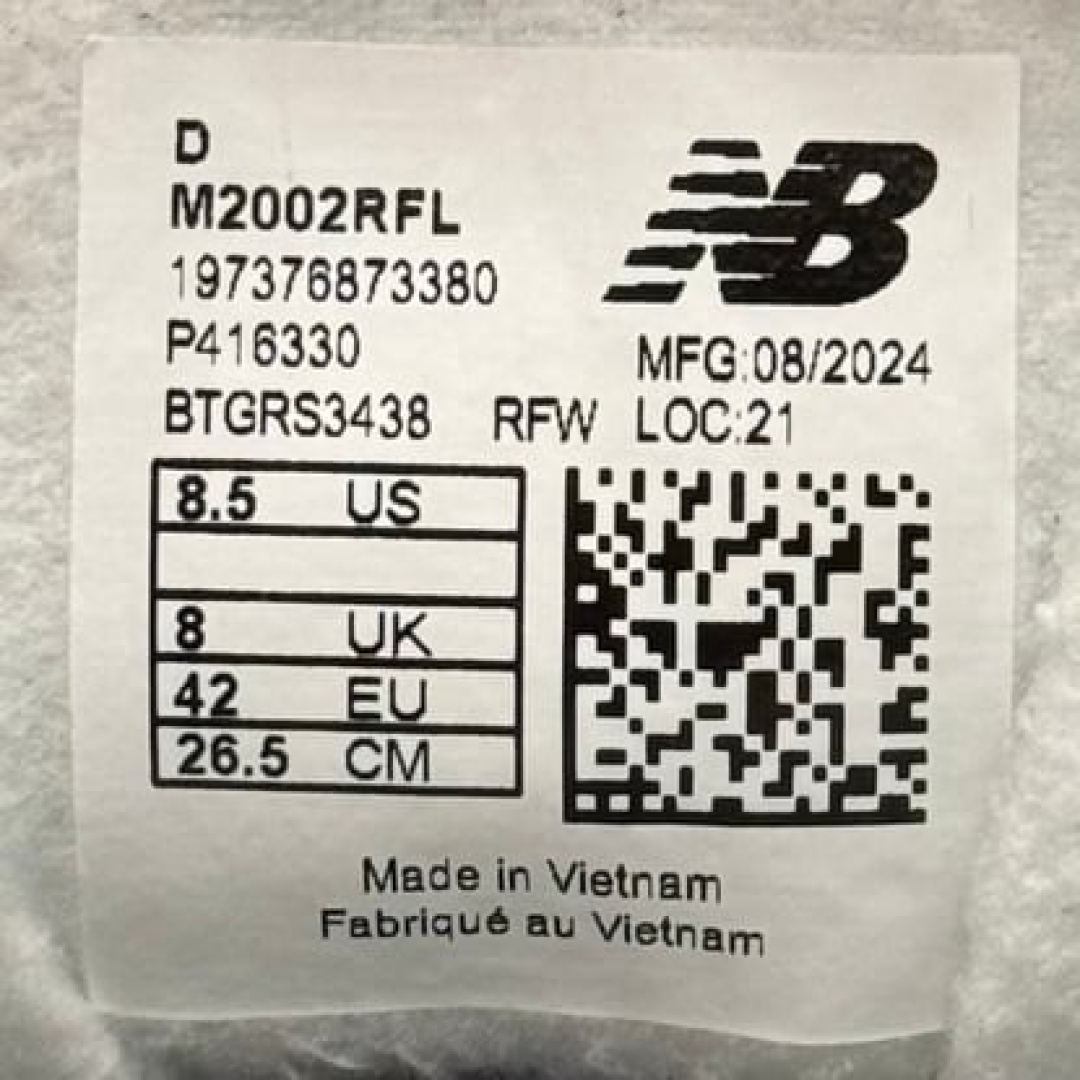 D
M2002RFL
197376873380
P416330
BTGRS3438 RFW
NB
MFG:08/2024
LOC:21
8.5 US
8 UK
42 EU
26.5 CM
Made in Vietnam
Fabriqué au Vietnam